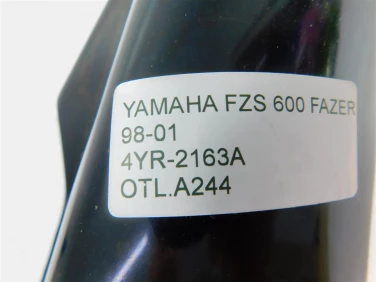 YAMAHA FZS 600 FAZER
98-01
4YR-2163A
OTL.A244